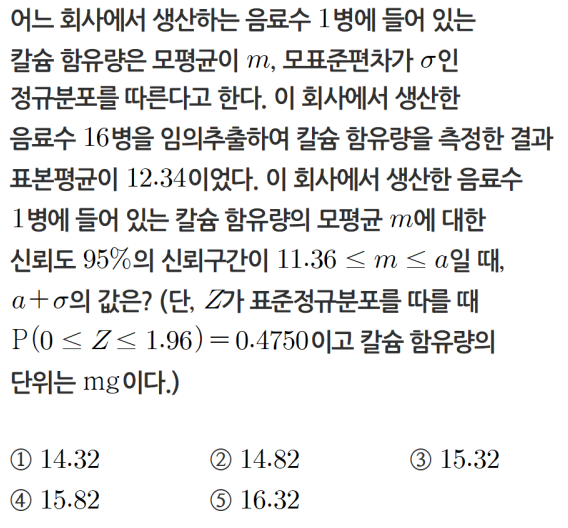 어느 회사에서 생산하는 음료수 1병에 들어 있는
칼슘 함유량은 모평균이 m, 모표준편차가 σ인
정규분포를 따른다고 한다. 이 회사에서 생산한
음료수 16병을 임의추출하여 칼슘 함유량을 측정한 결과
표본평균이 12.34이었다. 이 회사에서 생산한 음료수
1병에 들어 있는 칼슘 함유량의 모평균 m에 대한
신뢰도 95%의 신뢰구간이 11.36 ≤ m ≤ a일 때,
a+σ의 값은? (단, Z가 표준정규분포를 따를 때
P(0 ≤ Z ≤ 1.96)=0.4750이고 칼슘 함유량의
단위는 mg이다.)
① 14.32 ② 14.82 ③ 15.32
④ 15.82 ⑤ 16.32